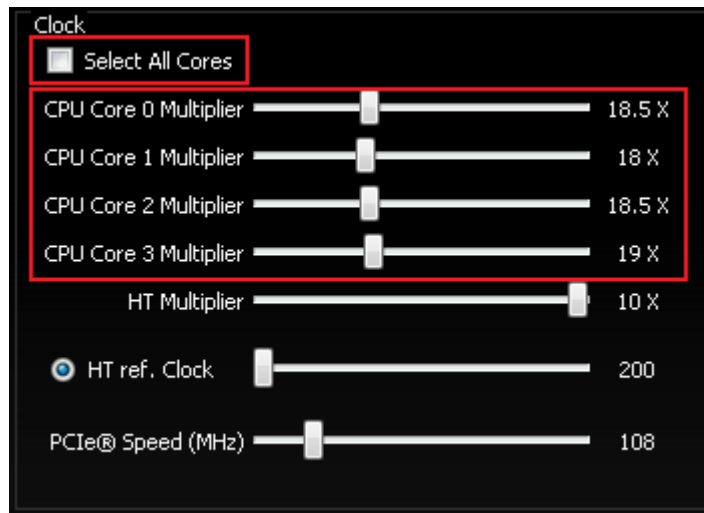 Clock
Select All Cores
CPU Core 0 Multiplier 18.5 X
CPU Core 1 Multiplier 18 X
CPU Core 2 Multiplier 18.5 X
CPU Core 3 Multiplier 19 X
HT Multiplier 10 X
HT ref. Clock 200
PCIe® Speed (MHz) 108